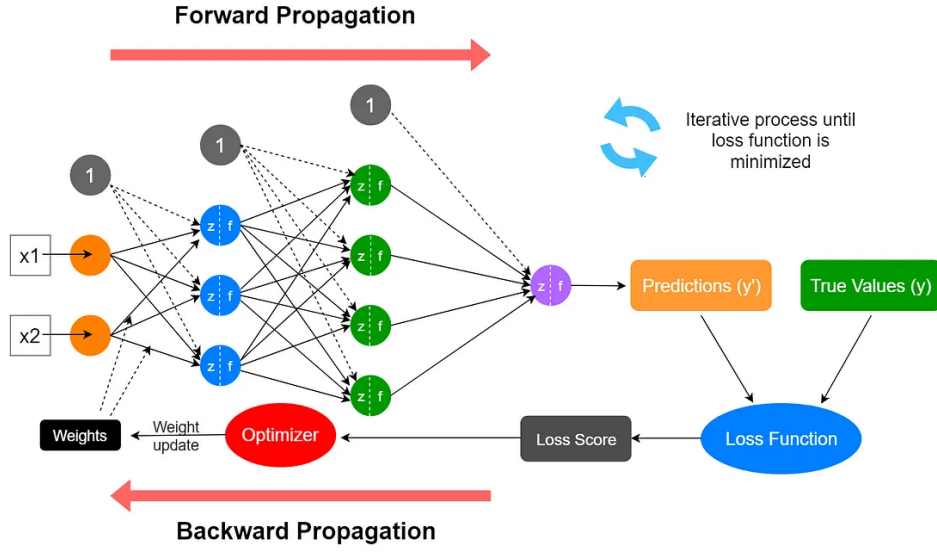 Forward Propagation
1
1
1
Iterative process until
loss function is
minimized
x1
x2
z f
z f
z f
z f
z f
z f
z f
z f
Predictions (y')
True Values (y)
Weights
Weight
update
Optimizer
Loss Score
Loss Function
Backward Propagation